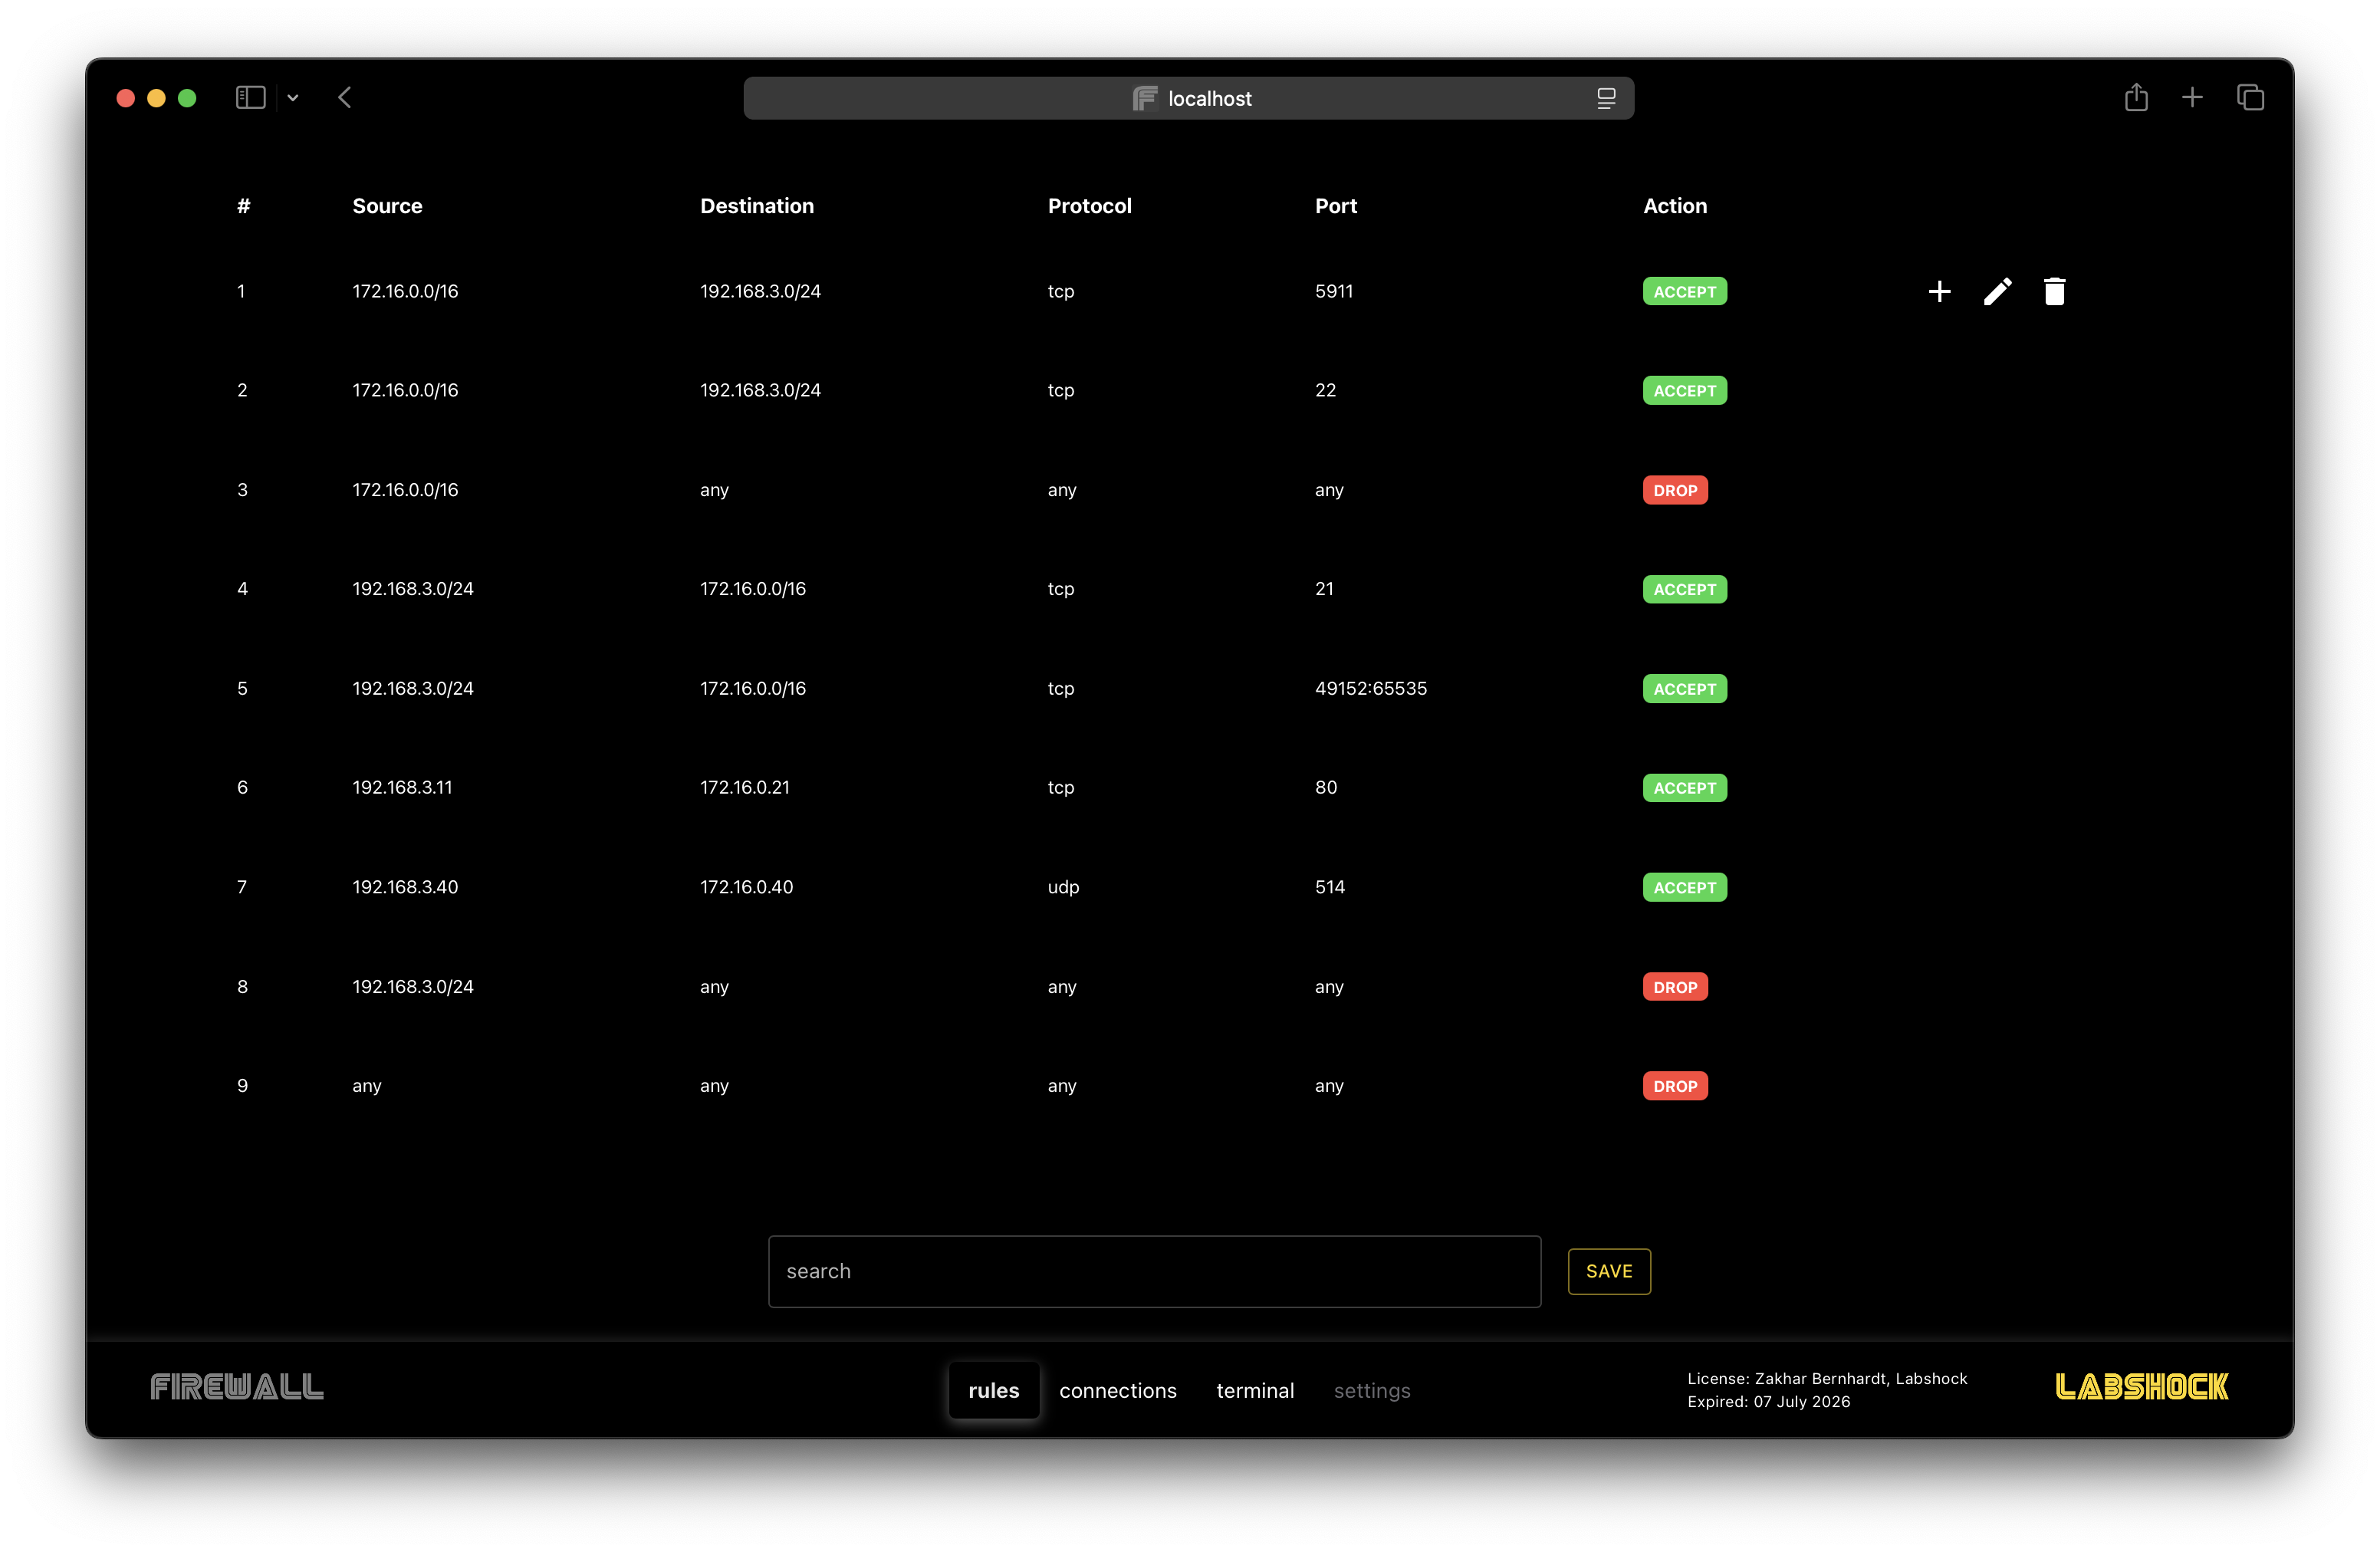 localhost
# Source Destination Protocol Port Action
1 172.16.0.0/16 192.168.3.0/24 tcp 5911 ACCEPT
2 172.16.0.0/16 192.168.3.0/24 tcp 22 ACCEPT
3 172.16.0.0/16 any any any DROP
4 192.168.3.0/24 172.16.0.0/16 tcp 21 ACCEPT
5 192.168.3.0/24 172.16.0.0/16 tcp 49152:65535 ACCEPT
6 192.168.3.11 172.16.0.21 tcp 80 ACCEPT
7 192.168.3.40 172.16.0.40 udp 514 ACCEPT
8 192.168.3.0/24 any any any DROP
9 any any any any DROP
search SAVE
FIREWALL rules connections terminal settings
License: Zakhar Bernhardt, Labshock
Expired: 07 July 2026
LABSHOCK